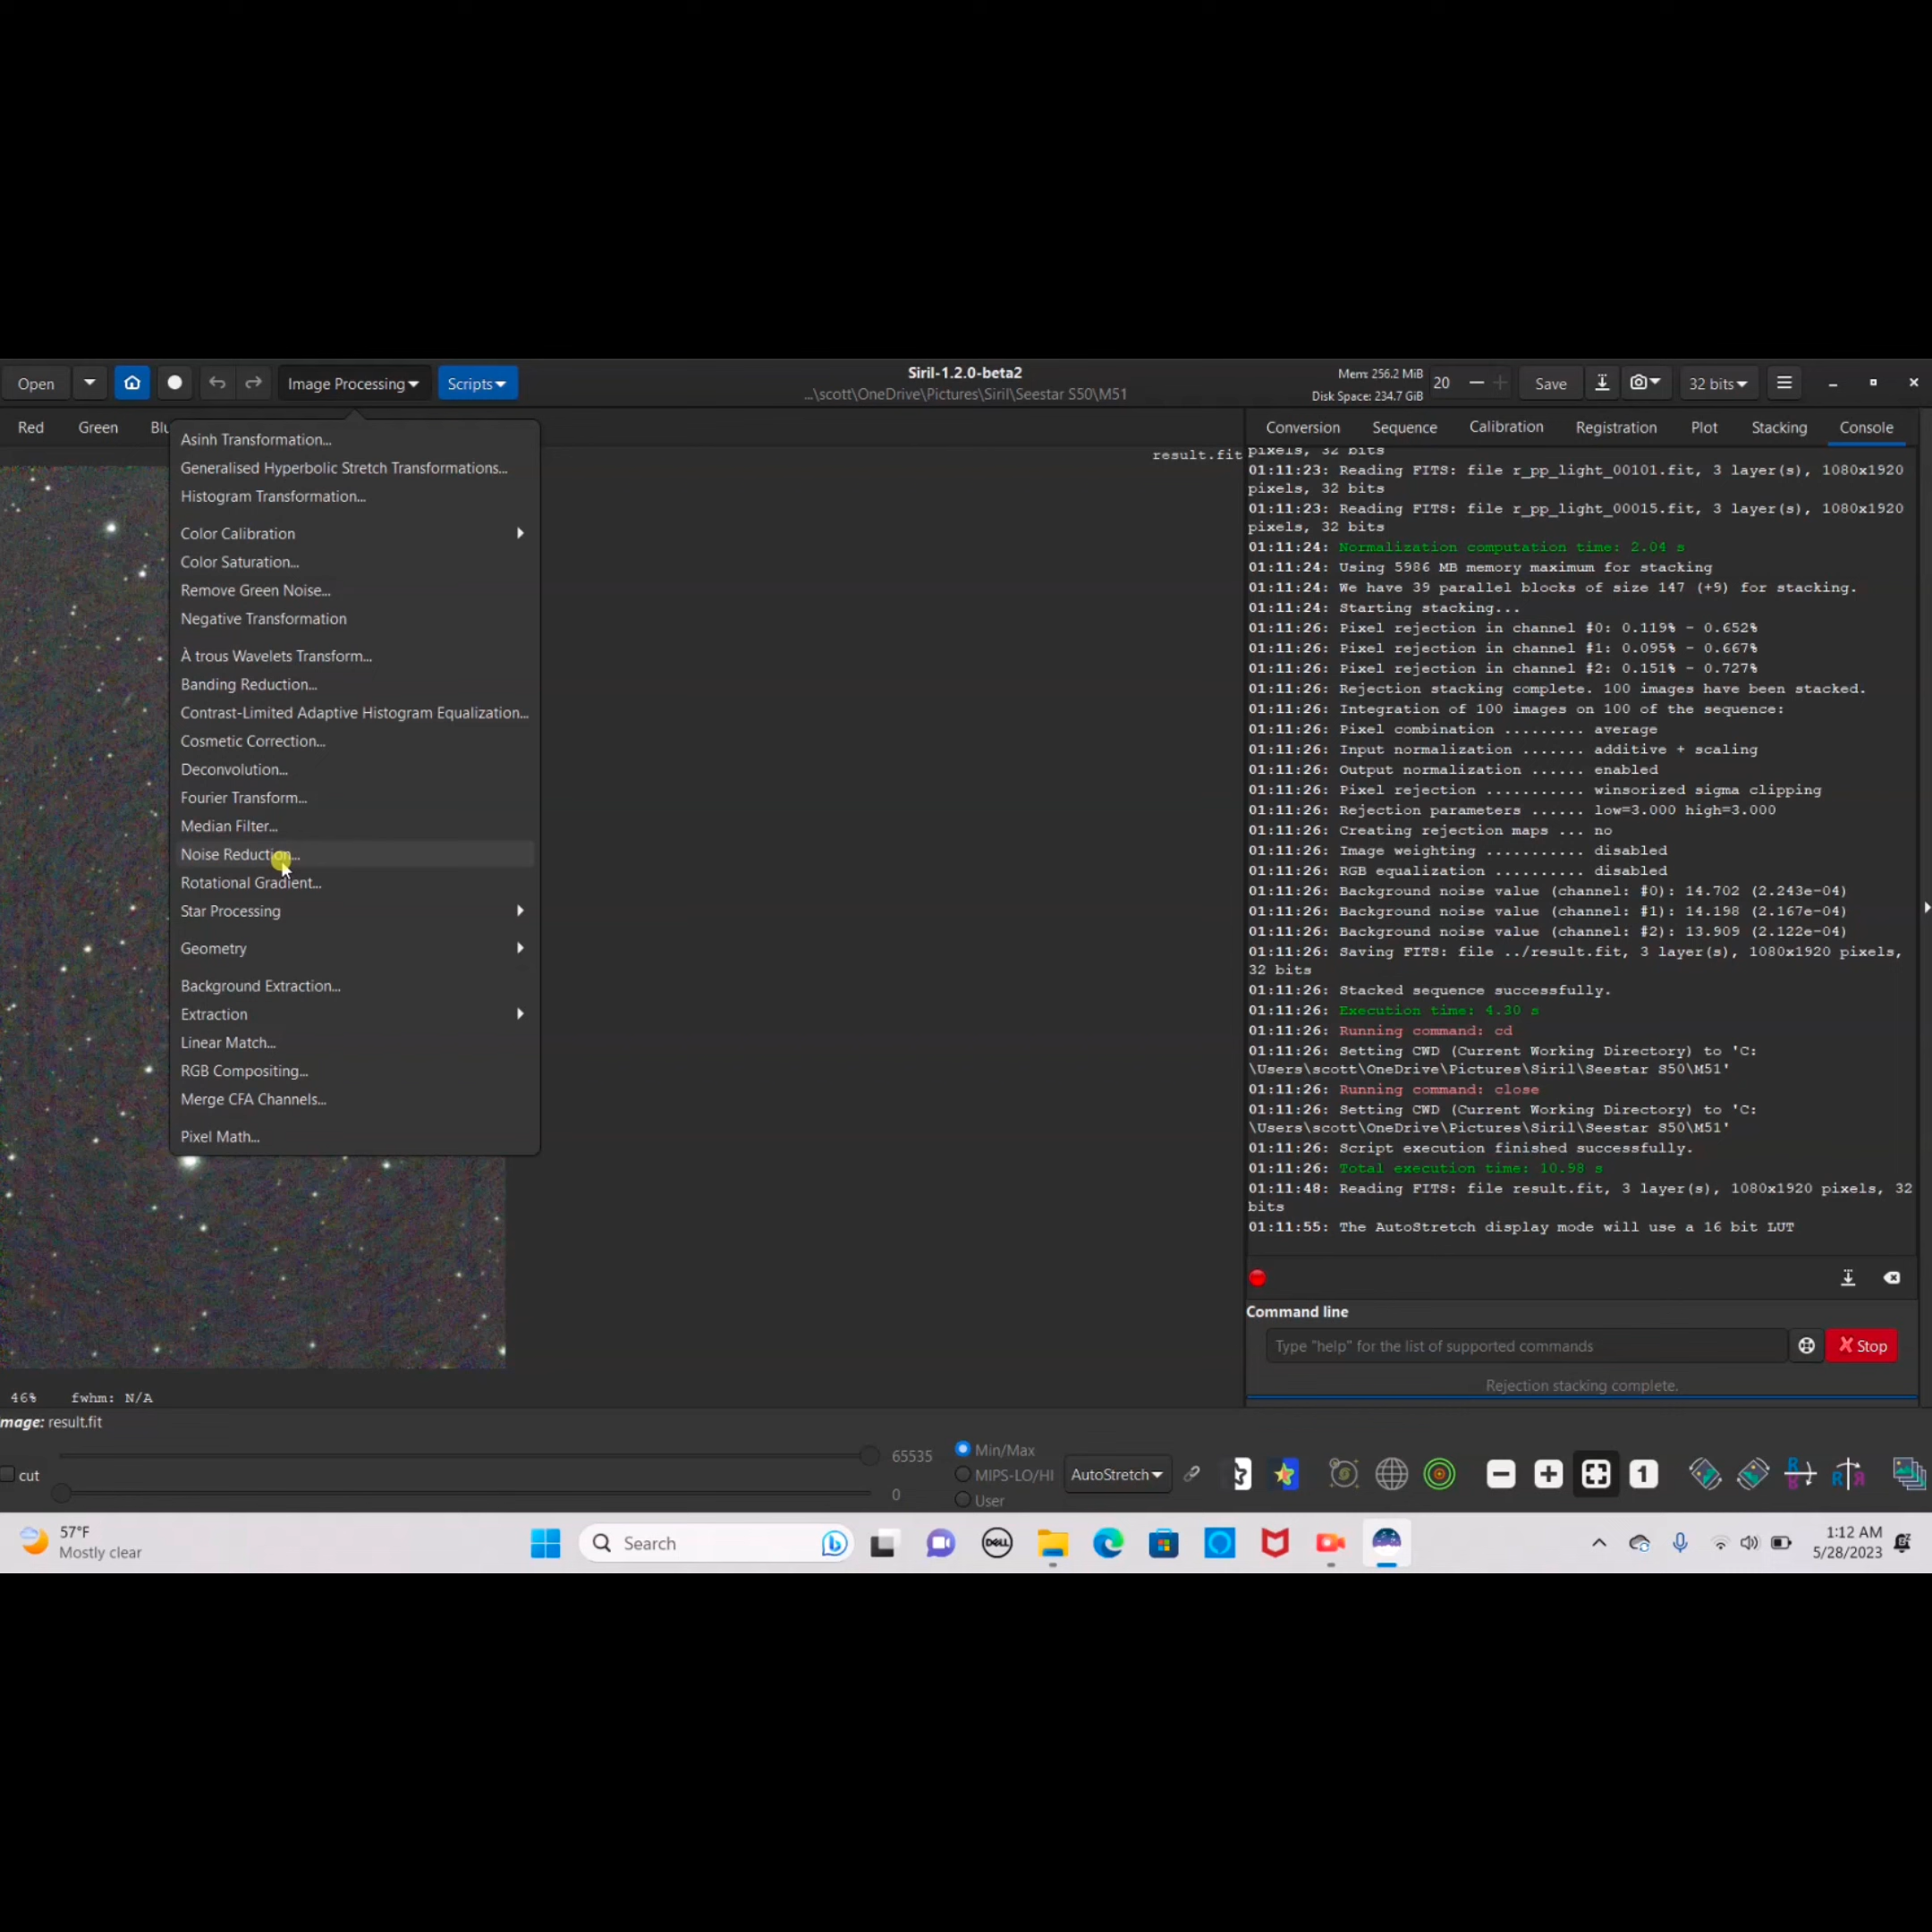 Siril-1.2.0-beta2
Open
Image Processing
Scripts
...\scott\OneDrive\Pictures\Siril\Seestar S50\M51
Mem: 256.2 MiB
Disk Space: 234.7 GiB
20
Save
32 bits
Red
Green
Blu
Asinh Transformation...
Generalised Hyperbolic Stretch Transformations...
Histogram Transformation...
Color Calibration
Color Saturation...
Remove Green Noise...
Negative Transformation
À trous Wavelets Transform...
Banding Reduction...
Contrast-Limited Adaptive Histogram Equalization...
Cosmetic Correction...
Deconvolution...
Fourier Transform...
Median Filter...
Noise Reduction...
Rotational Gradient...
Star Processing
Geometry
Background Extraction...
Extraction
Linear Match...
RGB Compositing...
Merge CFA Channels...
Pixel Math...
result.fit
Conversion
Sequence
Calibration
Registration
Plot
Stacking
Console
pixels, 32 bits
01:11:23: Reading FITS: file r_pp_light_00101.fit, 3 layer(s), 1080x1920
pixels, 32 bits
01:11:23: Reading FITS: file r_pp_light_00015.fit, 3 layer(s), 1080x1920
pixels, 32 bits
01:11:24: Normalization computation time: 2.04 s
01:11:24: Using 5986 MB memory maximum for stacking
01:11:24: We have 39 parallel blocks of size 147 (+9) for stacking.
01:11:24: Starting stacking...
01:11:26: Pixel rejection in channel #0: 0.119% - 0.652%
01:11:26: Pixel rejection in channel #1: 0.095% - 0.667%
01:11:26: Pixel rejection in channel #2: 0.151% - 0.727%
01:11:26: Rejection stacking complete. 100 images have been stacked.
01:11:26: Integration of 100 images on 100 of the sequence:
01:11:26: Pixel combination ......... average
01:11:26: Input normalization ....... additive + scaling
01:11:26: Output normalization ...... enabled
01:11:26: Pixel rejection ........... winsorized sigma clipping
01:11:26: Rejection parameters ...... low=3.000 high=3.000
01:11:26: Creating rejection maps ... no
01:11:26: Image weighting ........... disabled
01:11:26: RGB equalization .......... disabled
01:11:26: Background noise value (channel: #0): 14.702 (2.243e-04)
01:11:26: Background noise value (channel: #1): 14.198 (2.167e-04)
01:11:26: Background noise value (channel: #2): 13.909 (2.122e-04)
01:11:26: Saving FITS: file ../result.fit, 3 layer(s), 1080x1920 pixels,
32 bits
01:11:26: Stacked sequence successfully.
01:11:26: Execution time: 4.30 s
01:11:26: Running command: cd
01:11:26: Setting CWD (Current Working Directory) to 'C:
\Users\scott\OneDrive\Pictures\Siril\Seestar S50\M51'
01:11:26: Running command: close
01:11:26: Setting CWD (Current Working Directory) to 'C:
\Users\scott\OneDrive\Pictures\Siril\Seestar S50\M51'
01:11:26: Script execution finished successfully.
01:11:26: Total execution time: 10.98 s
01:11:48: Reading FITS: file result.fit, 3 layer(s), 1080x1920 pixels, 32
bits
01:11:55: The AutoStretch display mode will use a 16 bit LUT
Command line
Type "help" for the list of supported commands
Stop
Rejection stacking complete.
46%
fwhm: N/A
mage: result.fit
65535
cut
0
Min/Max
MIPS-LO/HI
User
AutoStretch
1
57°F
Mostly clear
Search
DELL
1:12 AM
5/28/2023